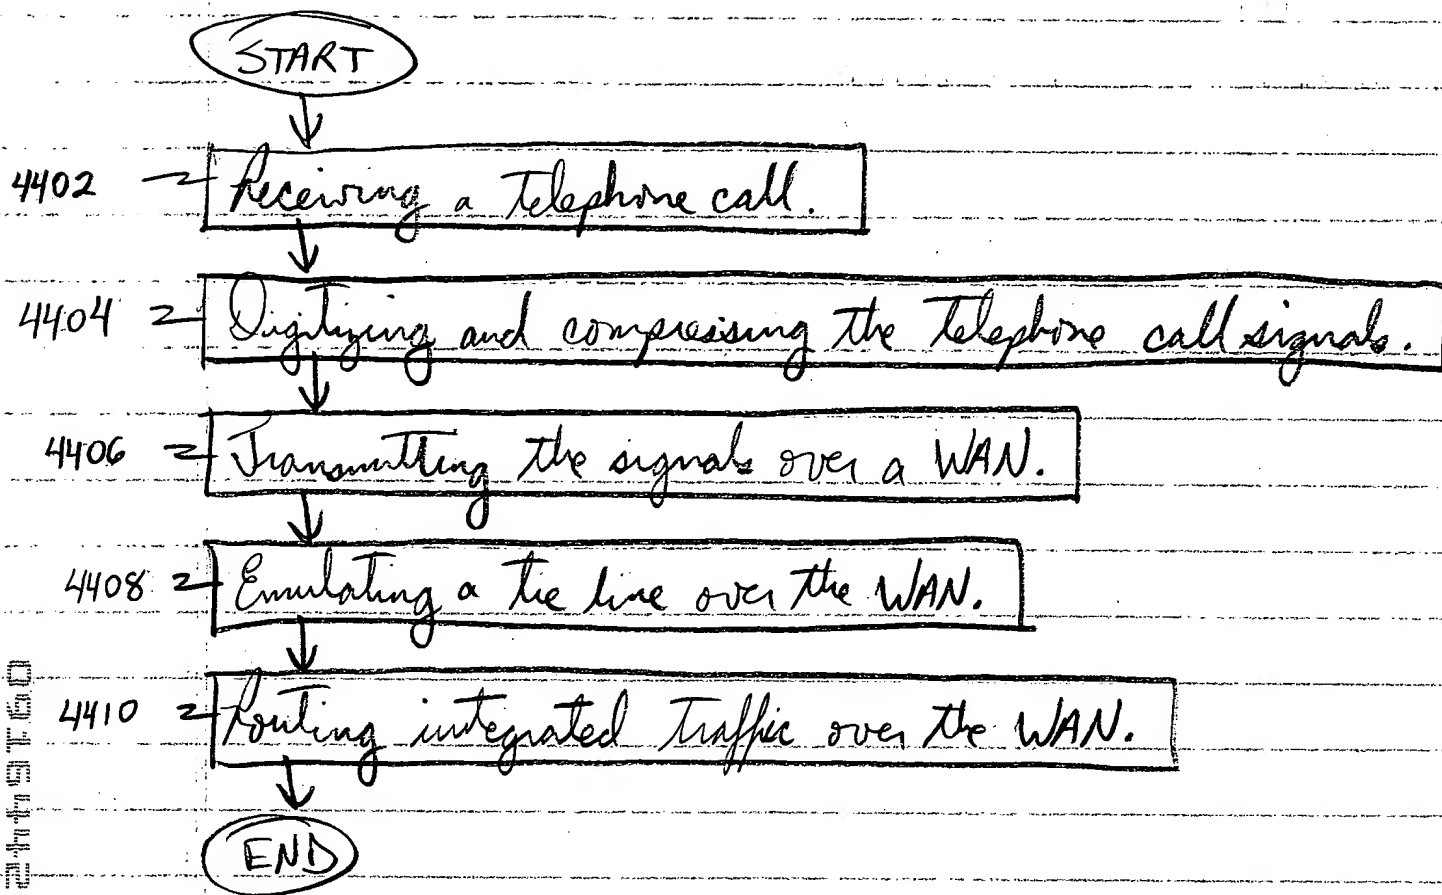 START
4402 Receiving a telephone call.
4404 Digitizing and compressing the telephone call signals.
4406 Transmitting the signals over a WAN.
4408 Emulating a tie line over the WAN.
4410 Routing integrated traffic over the WAN.
END